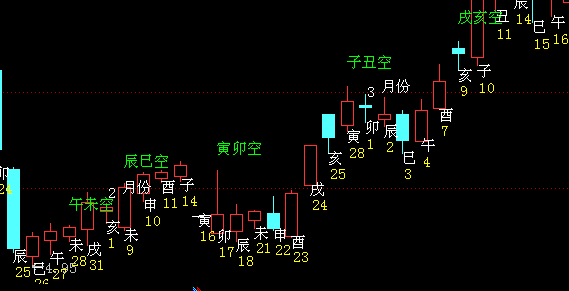 戌亥空
丑
11
辰
14
巳
15
午
16
子丑空
亥
9
子
10
3
月份
寅
28
卯
1
辰
2
巳
3
午
4
酉
7
亥
25
寅卯空
戌
24
辰巳空
2
月份
午未空
申
10
酉
11
子
14
寅
16
卯
17
辰
18
未
21
申
22
酉
23
卯
24
辰
25
巳
26
午
27
未
28
戌
31
亥
1
未
9